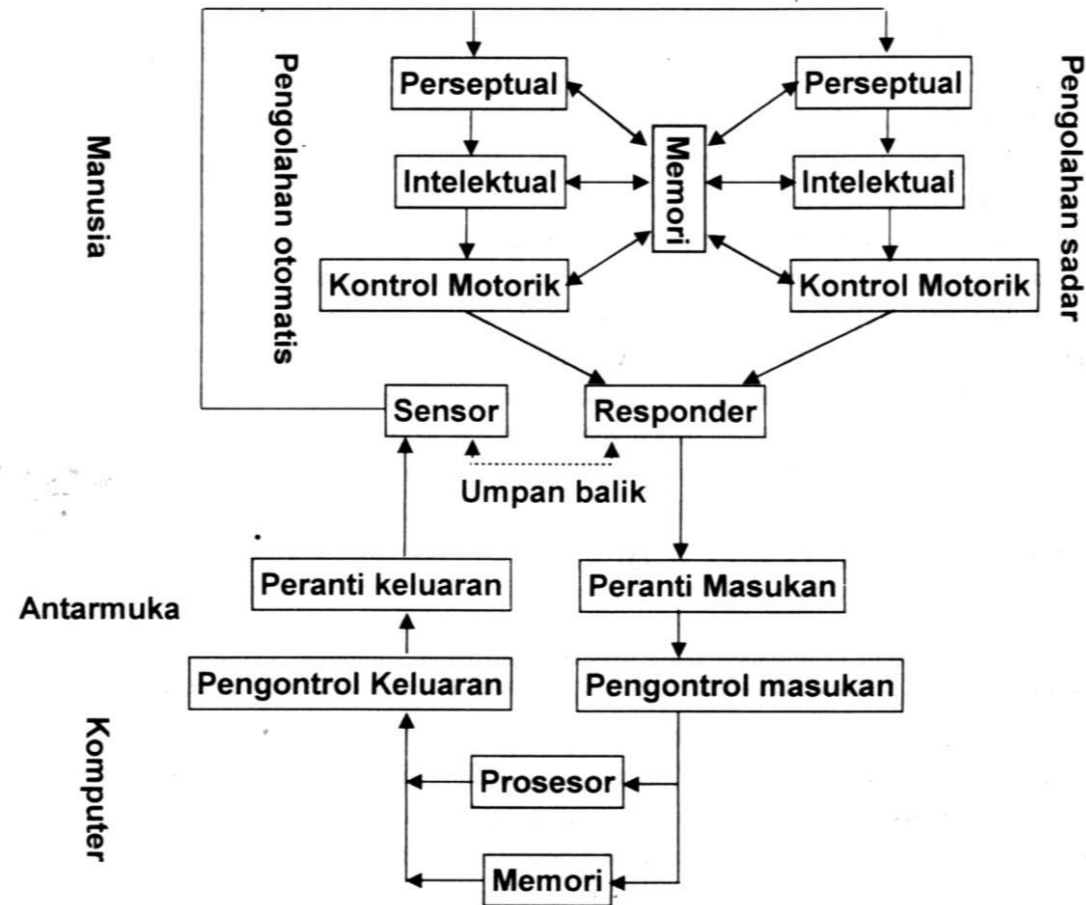 Manusia
Pengolahan otomatis
Perseptual
Intelektual
Kontrol Motorik
Memori
Perseptual
Intelektual
Kontrol Motorik
Pengolahan sadar
Sensor
Responder
Umpan balik
Antarmuka
Peranti keluaran
Peranti Masukan
Pengontrol Keluaran
Pengontrol masukan
Komputer
Prosesor
Memori